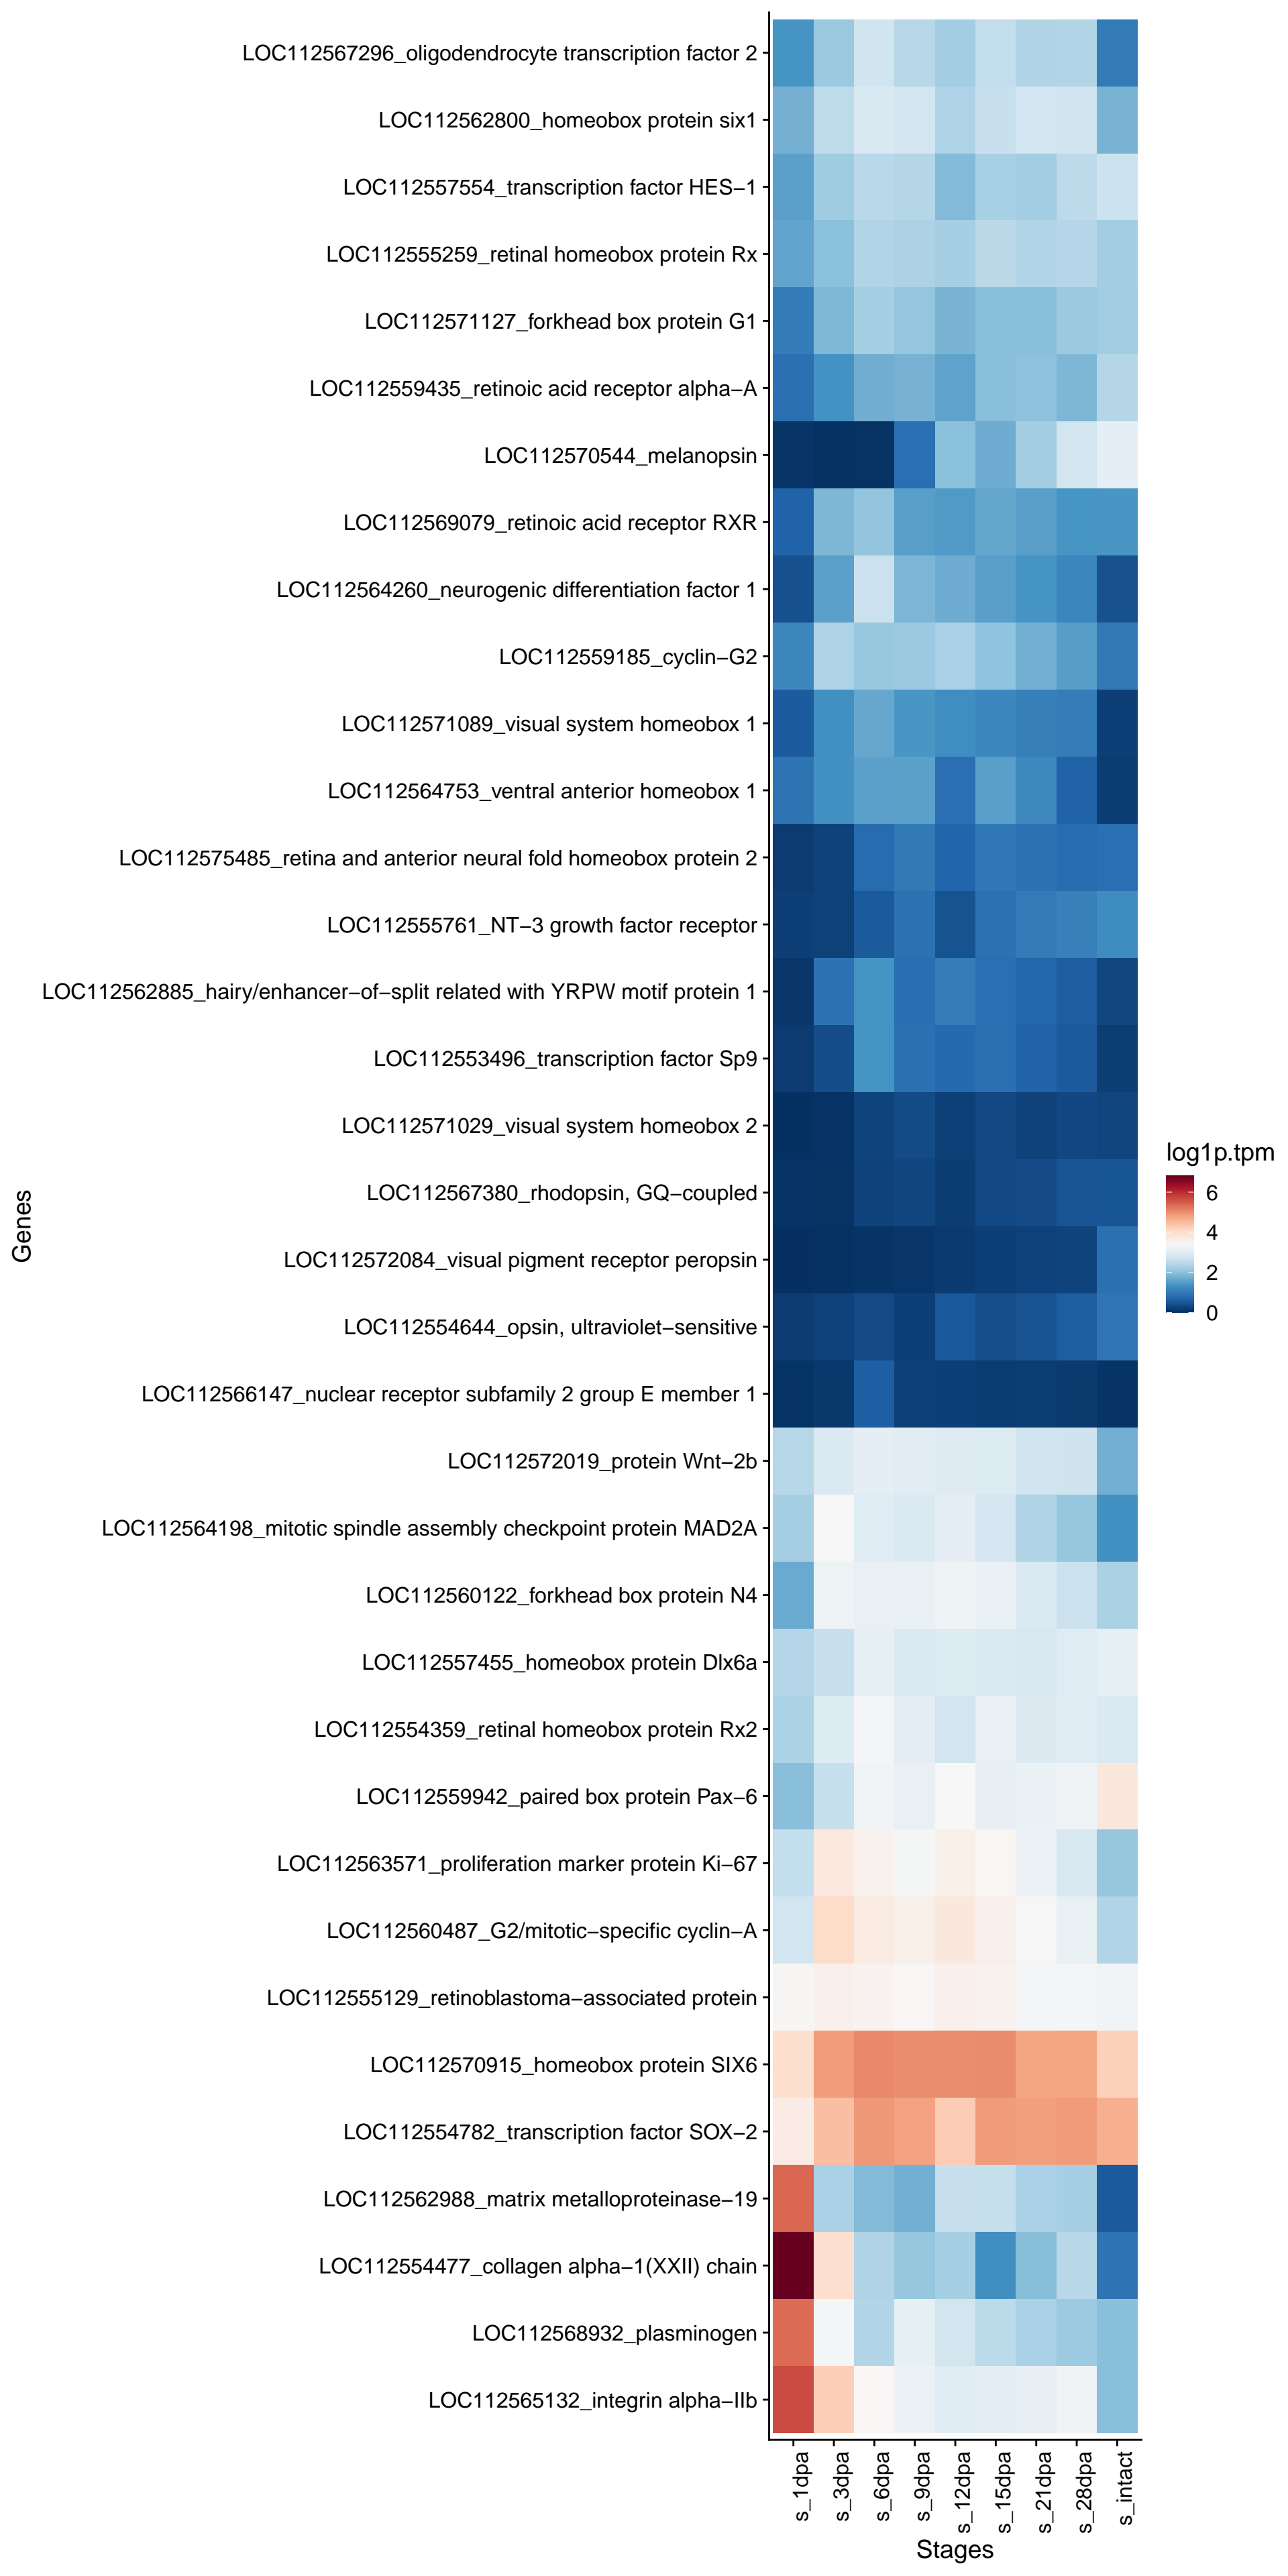 LOC112567296_oligodendrocyte transcription factor 2
LOC112562800_homeobox protein six1
LOC112557554_transcription factor HES−1
LOC112555259_retinal homeobox protein Rx
LOC112571127_forkhead box protein G1
LOC112559435_retinoic acid receptor alpha−A
LOC112570544_melanopsin
LOC112569079_retinoic acid receptor RXR
LOC112564260_neurogenic differentiation factor 1
LOC112559185_cyclin−G2
LOC112571089_visual system homeobox 1
LOC112564753_ventral anterior homeobox 1
LOC112575485_retina and anterior neural fold homeobox protein 2
LOC112555761_NT−3 growth factor receptor
LOC112562885_hairy/enhancer−of−split related with YRPW motif protein 1
LOC112553496_transcription factor Sp9
LOC112571029_visual system homeobox 2
LOC112567380_rhodopsin, GQ−coupled
LOC112572084_visual pigment receptor peropsin
LOC112554644_opsin, ultraviolet−sensitive
LOC112566147_nuclear receptor subfamily 2 group E member 1
LOC112572019_protein Wnt−2b
LOC112564198_mitotic spindle assembly checkpoint protein MAD2A
LOC112560122_forkhead box protein N4
LOC112557455_homeobox protein Dlx6a
LOC112554359_retinal homeobox protein Rx2
LOC112559942_paired box protein Pax−6
LOC112563571_proliferation marker protein Ki−67
LOC112560487_G2/mitotic−specific cyclin−A
LOC112555129_retinoblastoma−associated protein
LOC112570915_homeobox protein SIX6
LOC112554782_transcription factor SOX−2
LOC112562988_matrix metalloproteinase−19
LOC112554477_collagen alpha−1(XXII) chain
LOC112568932_plasminogen
LOC112565132_integrin alpha−IIb
Genes
s_1dpa
s_3dpa
s_6dpa
s_9dpa
s_12dpa
s_15dpa
s_21dpa
s_28dpa
s_intact
Stages
log1p.tpm
6
4
2
0